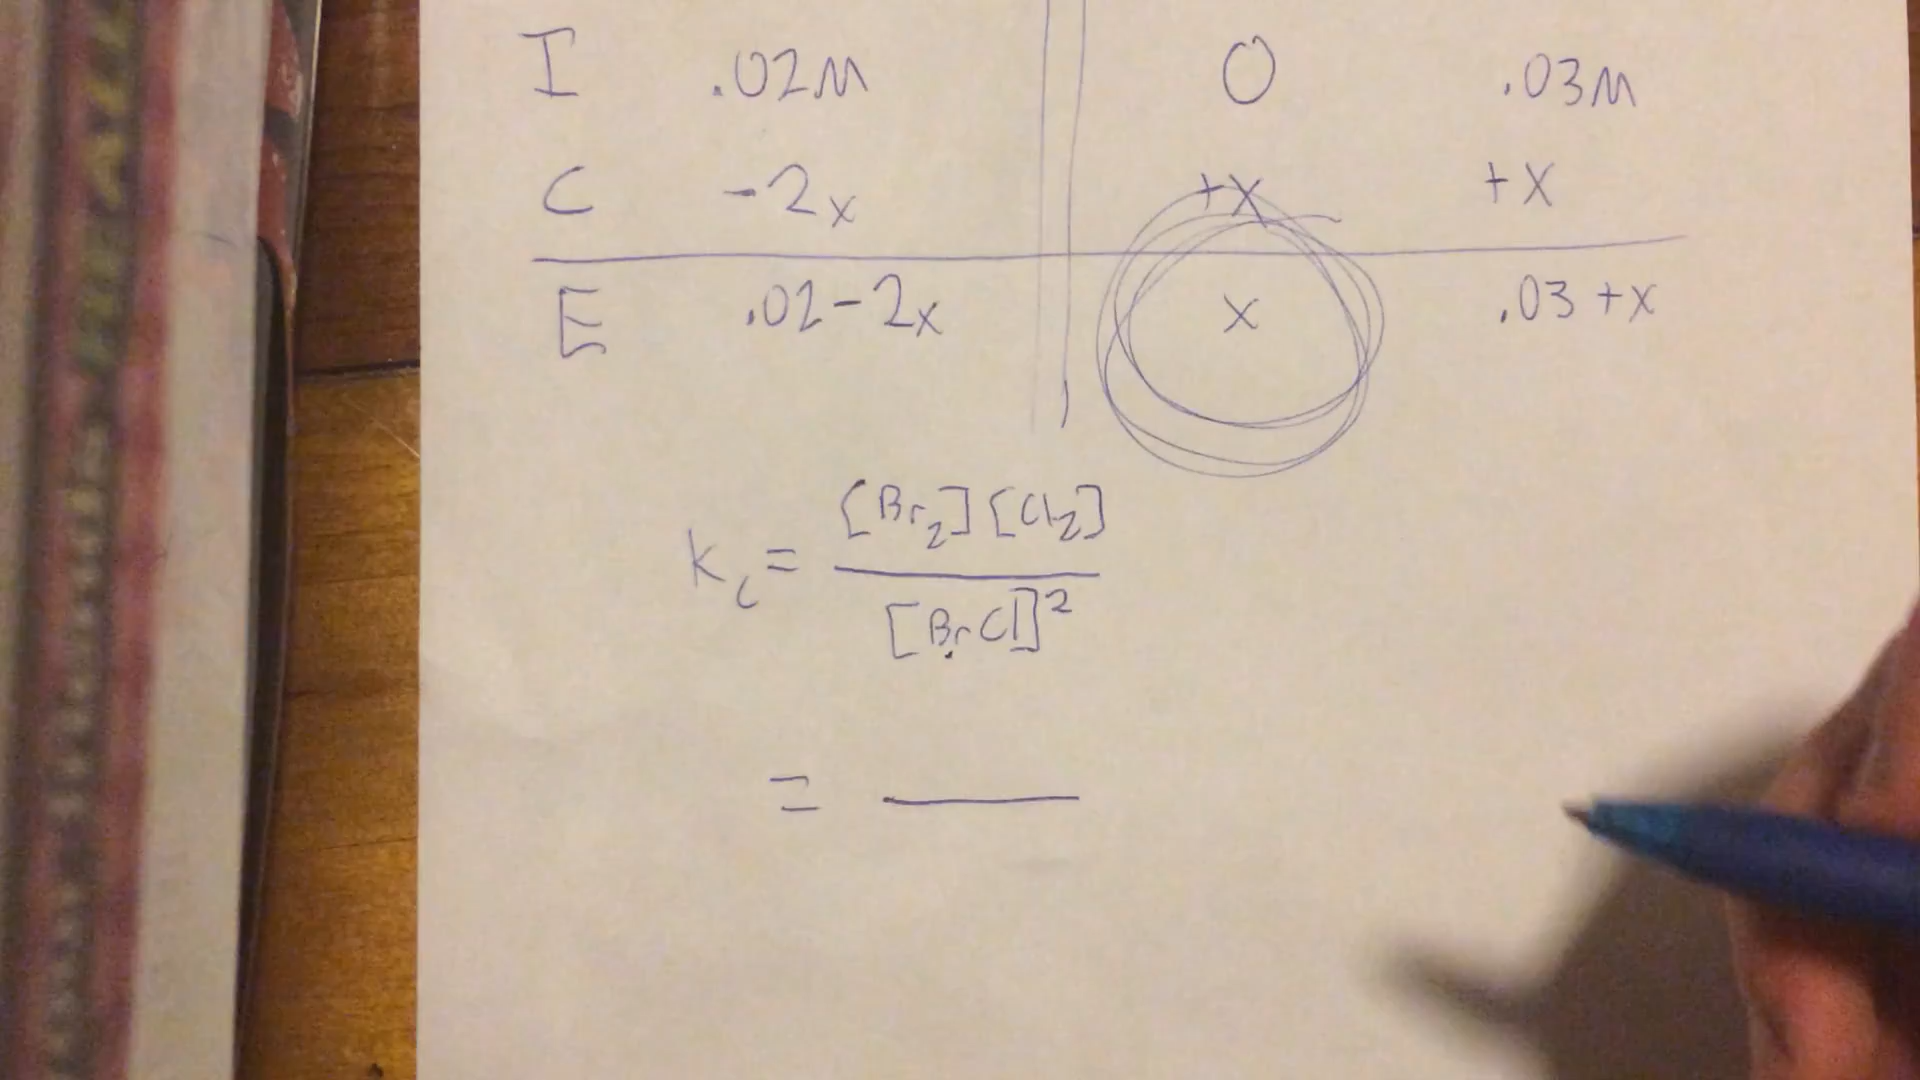 I .02M O .03M
C -2x +x +x
E .02-2x x .03+x
Kc = [Br2][Cl2]
[BrCl]²
=